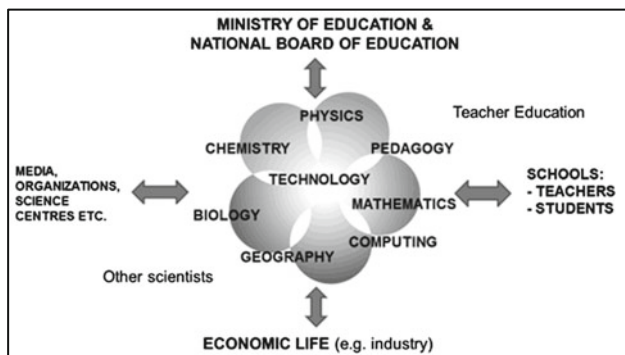 MINISTRY OF EDUCATION &
NATIONAL BOARD OF EDUCATION
PHYSICS
Teacher Education
CHEMISTRY
PEDAGOGY
MEDIA,
ORGANIZATIONS,
SCIENCE
CENTRES ETC.
TECHNOLOGY
SCHOOLS:
- TEACHERS
- STUDENTS
BIOLOGY
MATHEMATICS
COMPUTING
GEOGRAPHY
Other scientists
ECONOMIC LIFE (e.g. industry)